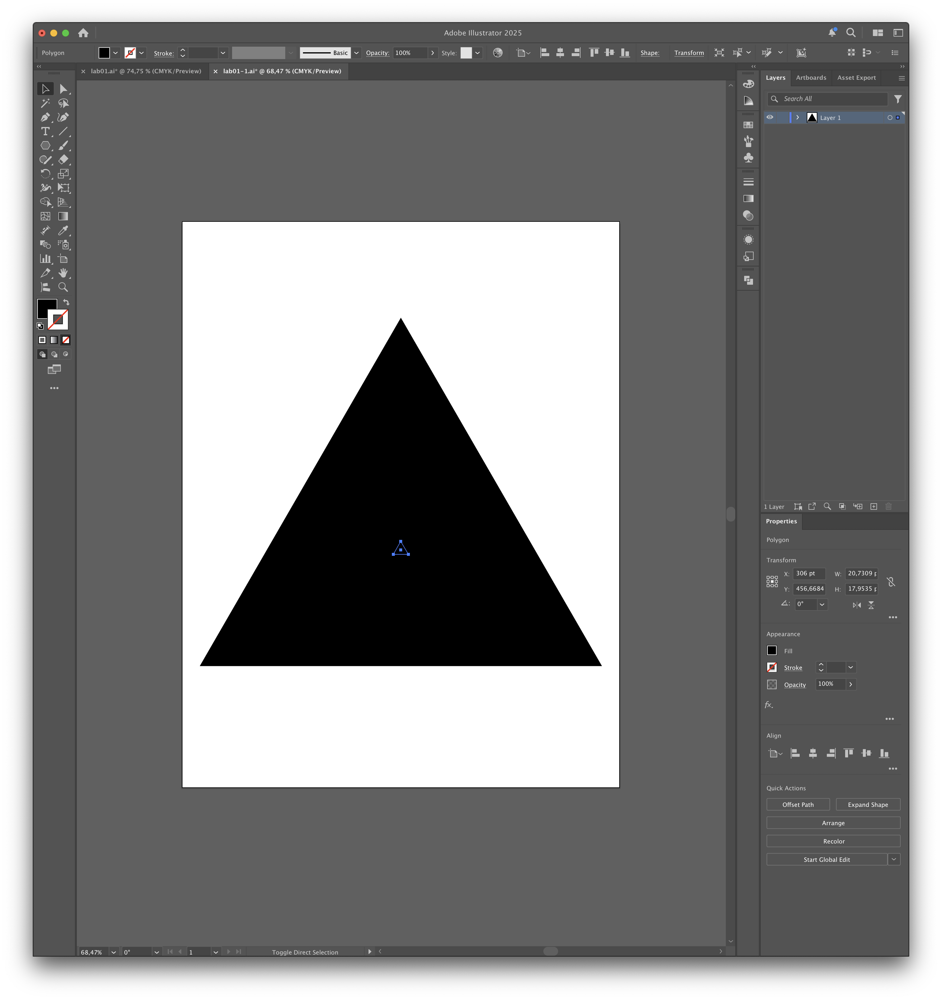 Adobe Illustrator 2025
Polygon
Stroke:
Basic
Opacity:
100%
Style:
Shape:
Transform
lab01.ai* @ 74,75 % (CMYK/Preview)
lab01-1.ai* @ 68,47 % (CMYK/Preview)
Layers
Artboards
Asset Export
Search All
Layer 1
1 Layer
Properties
Polygon
Transform
X: 306 pt W: 20,7309 p
Y: 456,6684 H: 17,9535 p
0°
Appearance
Fill
Stroke
Opacity 100%
fx.
Align
Quick Actions
Offset Path
Expand Shape
Arrange
Recolor
Start Global Edit
68,47%
0°
1
Toggle Direct Selection